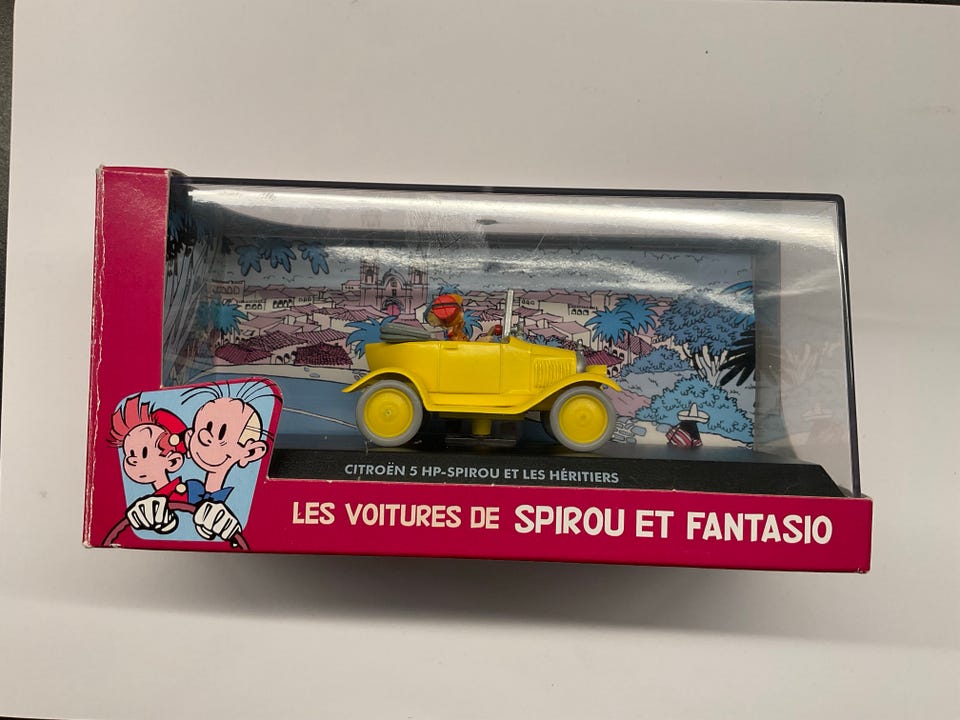 CITROËN 5 HP-SPIROU ET LES HÉRITIERS
LES VOITURES DE SPIROU ET FANTASIO